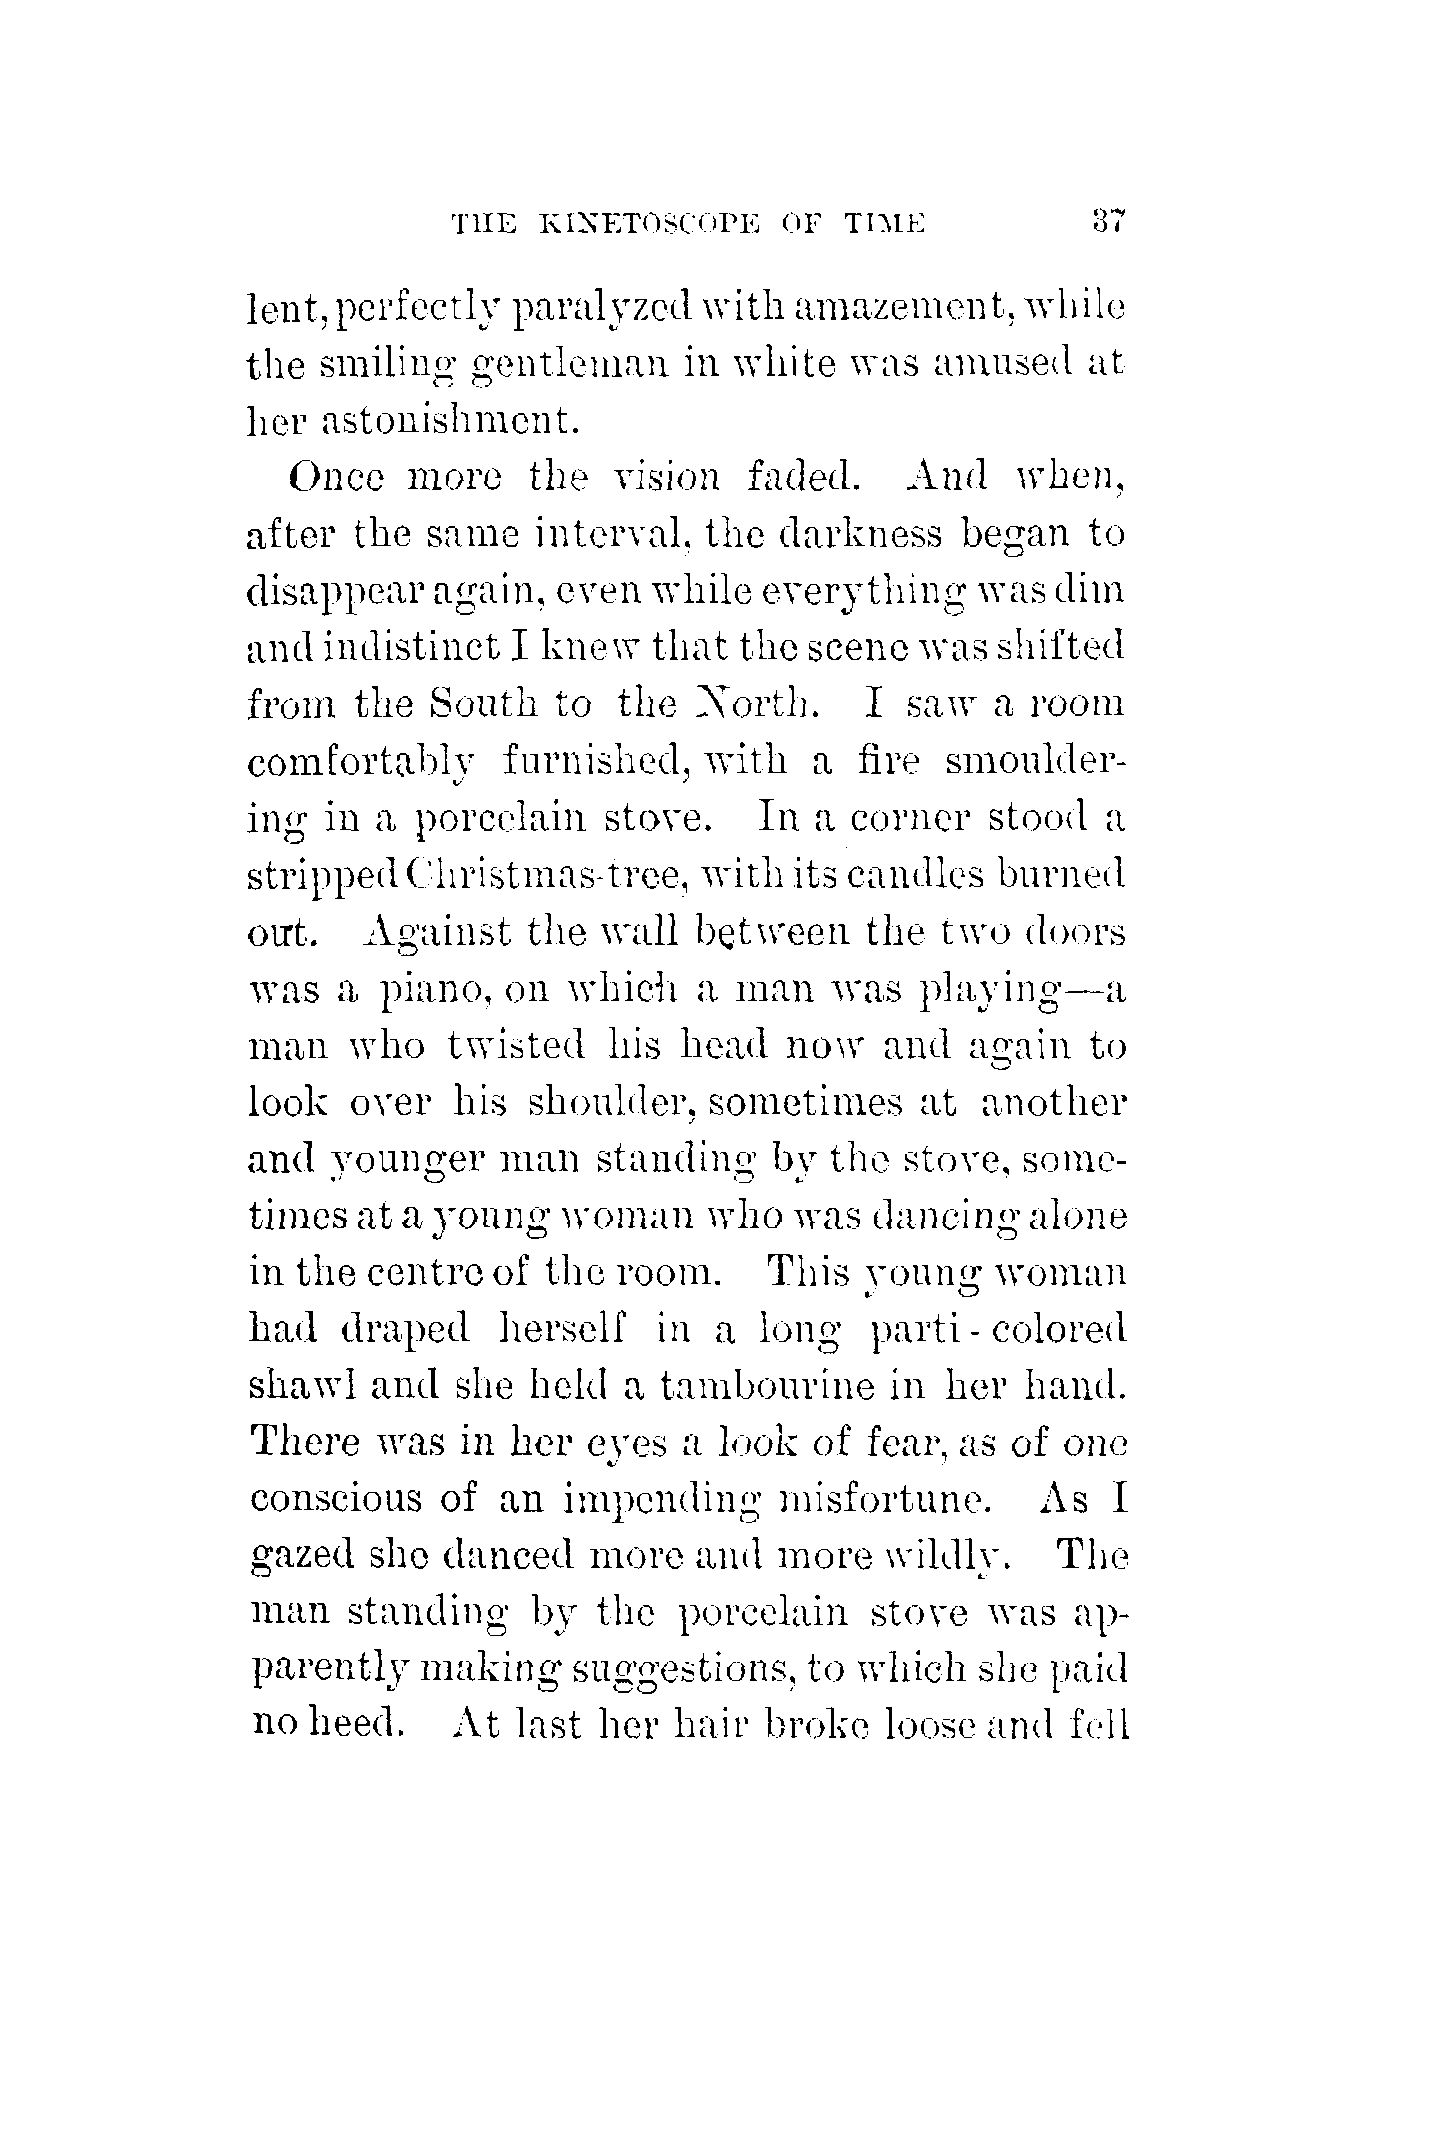 THE KINETOSCOPE OF TIME 37
lent, perfectly paralyzed with amazement, while
the smiling gentleman in white was amused at
her astonishment.
Once more the vision faded. And when,
after the same interval, the darkness began to
disappear again, even while everything was dim
and indistinct I knew that the scene was shifted
from the South to the North. I saw a room
comfortably furnished, with a fire smoulder-
ing in a porcelain stove. In a corner stood a
stripped Christmas-tree, with its candles burned
out. Against the wall between the two doors
was a piano, on which a man was playing—a
man who twisted his head now and again to
look over his shoulder, sometimes at another
and younger man standing by the stove, some-
times at a young woman who was dancing alone
in the centre of the room. This young woman
had draped herself in a long parti-colored
shawl and she held a tambourine in her hand.
There was in her eyes a look of fear, as of one
conscious of an impending misfortune. As I
gazed she danced more and more wildly. The
man standing by the porcelain stove was ap-
parently making suggestions, to which she paid
no heed. At last her hair broke loose and fell